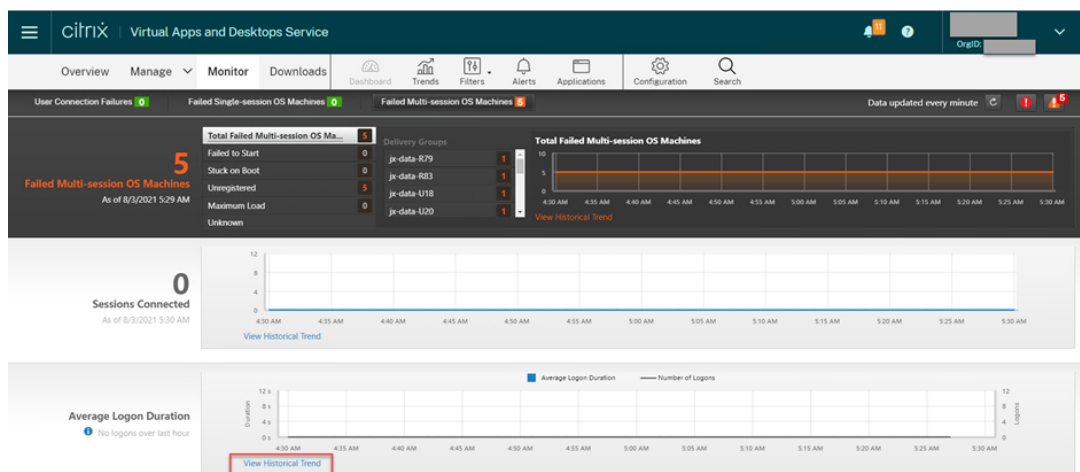 citrix | Virtual Apps and Desktops Service
11
OrgID:
Overview Manage Monitor Downloads Dashboard Trends Filters Alerts Applications Configuration Search
User Connection Failures 0 Failed Single-session OS Machines 0 Failed Multi-session OS Machines 5 Data updated every minute 5
5
Failed Multi-session OS Machines
As of 8/3/2021 5:29 AM
Total Failed Multi-session OS Ma... 5
Failed to Start 0
Stuck on Boot 0
Unregistered 5
Maximum Load 0
Unknown
Delivery Groups
jx-data-R79 1
jx-data-R83 1
jx-data-U18 1
jx-data-U20 1
Total Failed Multi-session OS Machines
10
5
0
4:30 AM 4:35 AM 4:40 AM 4:45 AM 4:50 AM 4:55 AM 5:00 AM 5:05 AM 5:10 AM 5:15 AM 5:20 AM 5:25 AM 5:30 AM
View Historical Trend
0
Sessions Connected
As of 8/3/2021 5:30 AM
12
8
4
0
4:30 AM 4:35 AM 4:40 AM 4:45 AM 4:50 AM 4:55 AM 5:00 AM 5:05 AM 5:10 AM 5:15 AM 5:20 AM 5:25 AM 5:30 AM
View Historical Trend
Average Logon Duration
No logons over last hour
Average Logon Duration Number of Logons
Duration
12 s
8 s
4 s
0 s
12
8
4
0
Logons
4:30 AM 4:35 AM 4:40 AM 4:45 AM 4:50 AM 4:55 AM 5:00 AM 5:05 AM 5:10 AM 5:15 AM 5:20 AM 5:25 AM 5:30 AM
View Historical Trend